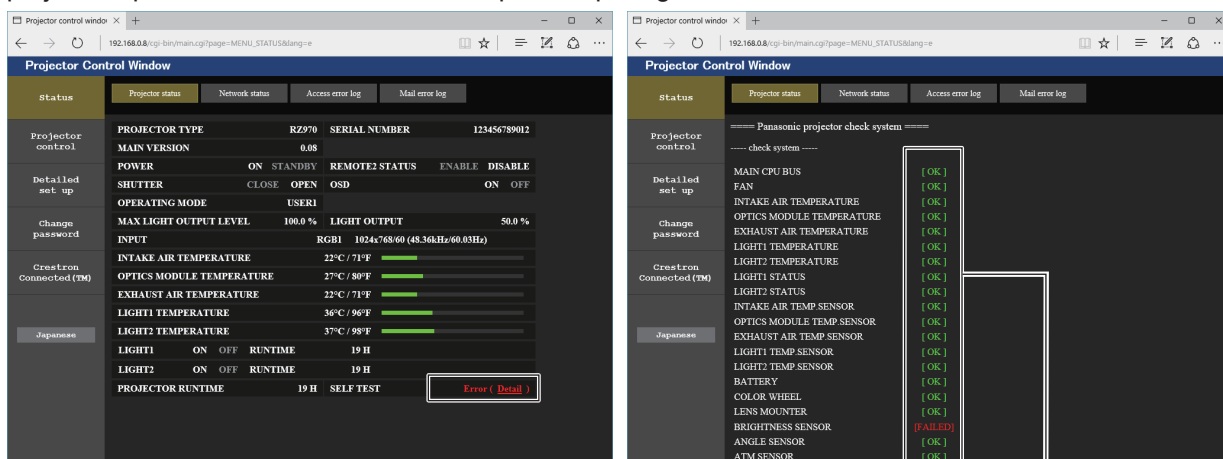 Projector control windov
192.168.0.8/cgi-bin/main.cgi?page=MENU_STATUS&lang=e
Projector Control Window
Status
Projector control
Detailed set up
Change password
Crestron Connected(TM)
Japanese
Projector status Network status Access error log Mail error log
PROJECTOR TYPE RZ970 SERIAL NUMBER 123456789012
MAIN VERSION 0.08
POWER ON STANDBY REMOTE2 STATUS ENABLE DISABLE
SHUTTER CLOSE OPEN OSD ON OFF
OPERATING MODE USER1
MAX LIGHT OUTPUT LEVEL 100.0 % LIGHT OUTPUT 50.0 %
INPUT RGB1 1024x768/60 (48.36kHz/60.03Hz)
INTAKE AIR TEMPERATURE 22°C / 71°F
OPTICS MODULE TEMPERATURE 27°C / 80°F
EXHAUST AIR TEMPERATURE 22°C / 71°F
LIGHT1 TEMPERATURE 36°C / 96°F
LIGHT2 TEMPERATURE 37°C / 98°F
LIGHT1 ON OFF RUNTIME 19 H
LIGHT2 ON OFF RUNTIME 19 H
PROJECTOR RUNTIME 19 H SELF TEST Error ( Detail )
Projector control windov
192.168.0.8/cgi-bin/main.cgi?page=MENU_STATUS&lang=e
Projector Control Window
Status
Projector control
Detailed set up
Change password
Crestron Connected(TM)
Japanese
Projector status Network status Access error log Mail error log
==== Panasonic projector check system ====
----- check system -----
MAIN CPU BUS [ OK ]
FAN [ OK ]
INTAKE AIR TEMPERATURE [ OK ]
OPTICS MODULE TEMPERATURE [ OK ]
EXHAUST AIR TEMPERATURE [ OK ]
LIGHT1 TEMPERATURE [ OK ]
LIGHT2 TEMPERATURE [ OK ]
LIGHT1 STATUS [ OK ]
LIGHT2 STATUS [ OK ]
INTAKE AIR TEMP.SENSOR [ OK ]
OPTICS MODULE TEMP.SENSOR [ OK ]
EXHAUST AIR TEMP.SENSOR [ OK ]
LIGHT1 TEMP.SENSOR [ OK ]
LIGHT2 TEMP.SENSOR [ OK ]
BATTERY [ OK ]
COLOR WHEEL [ OK ]
LENS MOUNTER [ OK ]
BRIGHTNESS SENSOR [FAILED]
ANGLE SENSOR [ OK ]
ATM SENSOR [ OK ]